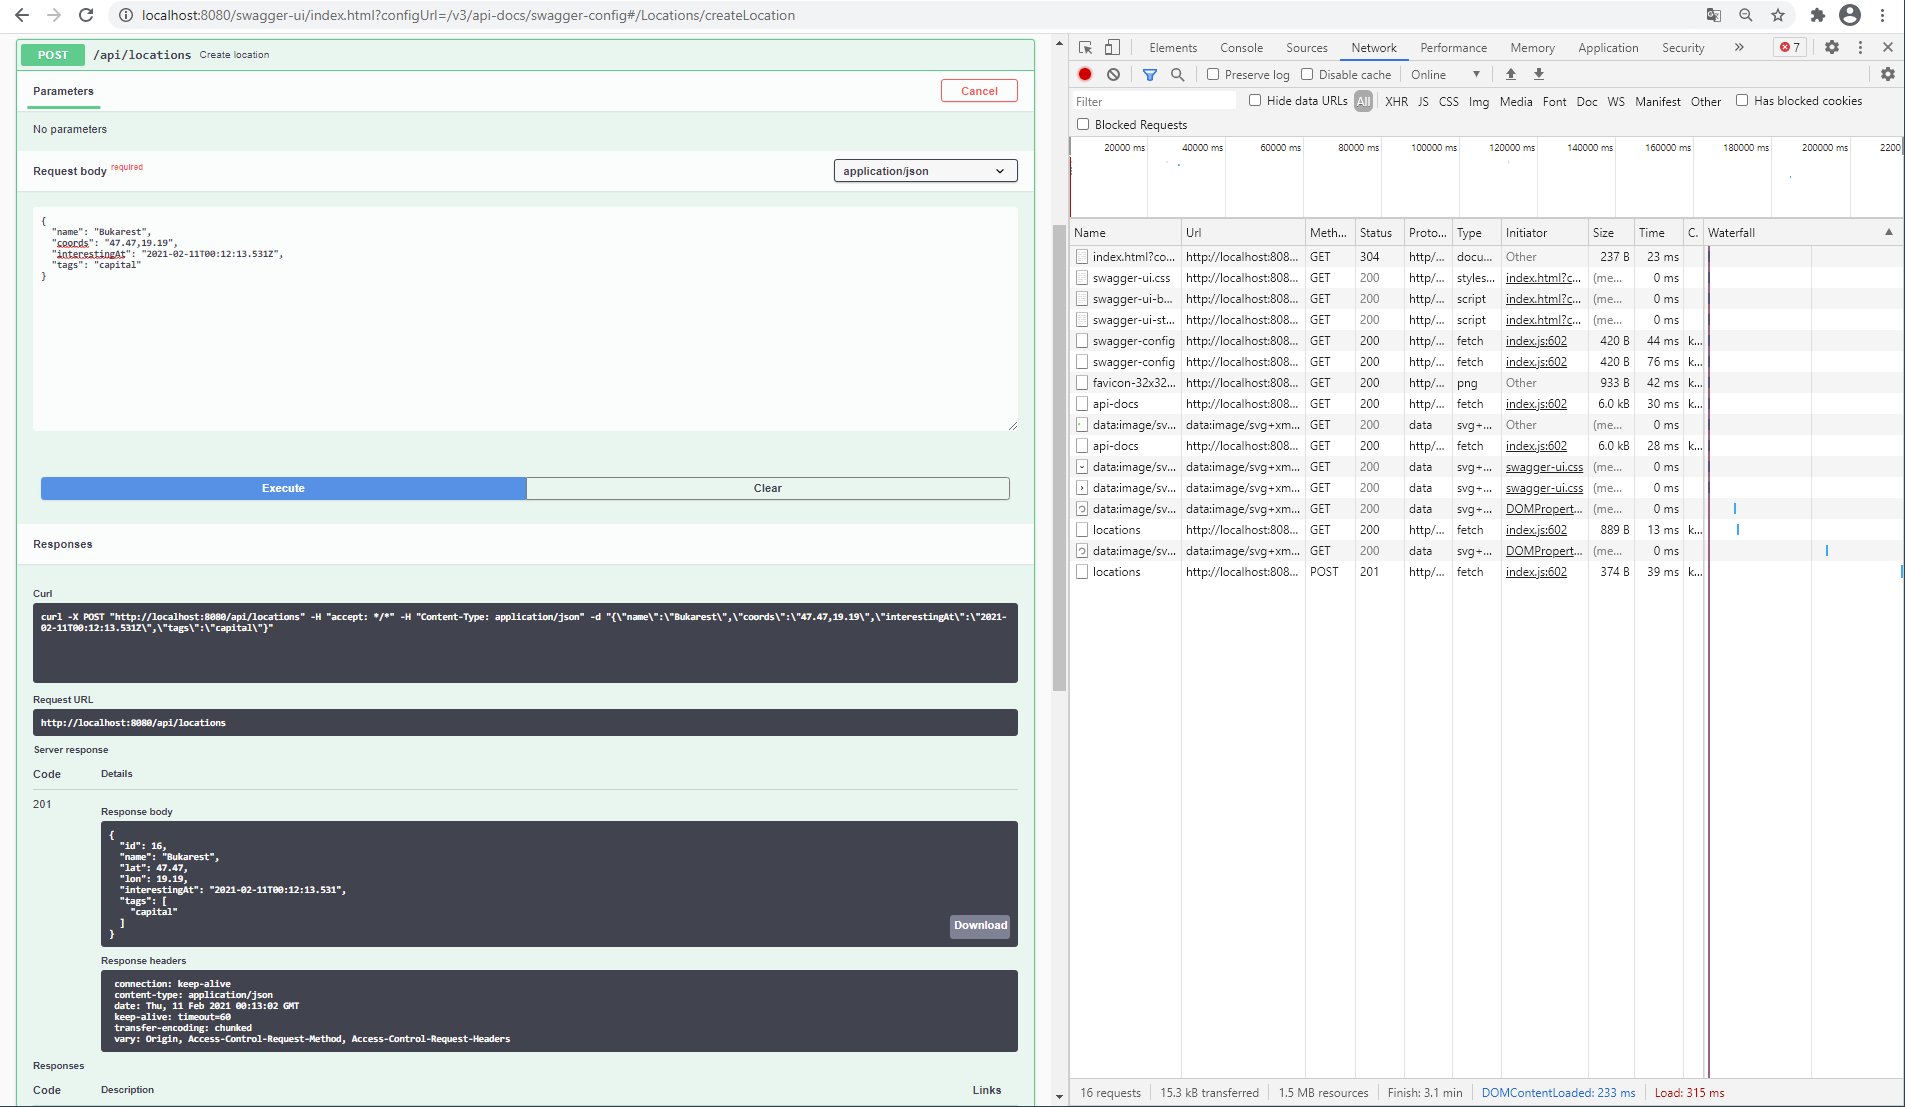 localhost:8080/swagger-ui/index.html?configUrl=/v3/api-docs/swagger-config#/Locations/createLocation
POST /api/locations Create location
Parameters Cancel
No parameters
Request body required application/json
{
"name": "Bukarest",
"coords": "47.47,19.19",
"interestingAt": "2021-02-11T00:12:13.531Z",
"tags": "capital"
}
Execute Clear
Responses
Curl
curl -X POST "http://localhost:8080/api/locations" -H "accept: */*" -H "Content-Type: application/json" -d "{\"name\":\"Bukarest\",\"coords\":\"47.47,19.19\",\"interestingAt\":\"2021-
02-11T00:12:13.531Z\",\"tags\":\"capital\"}"
Request URL
http://localhost:8080/api/locations
Server response
Code Details
201
Response body
{
"id": 16,
"name": "Bukarest",
"lat": 47.47,
"lon": 19.19,
"interestingAt": "2021-02-11T00:12:13.531",
"tags": [
"capital"
]
}
Download
Response headers
connection: keep-alive
content-type: application/json
date: Thu, 11 Feb 2021 00:13:02 GMT
keep-alive: timeout=60
transfer-encoding: chunked
vary: Origin, Access-Control-Request-Method, Access-Control-Request-Headers
Responses
Code Description Links
Elements Console Sources Network Performance Memory Application Security » 7
Preserve log Disable cache Online
Filter Hide data URLs All XHR JS CSS Img Media Font Doc WS Manifest Other Has blocked cookies
Blocked Requests
20000 ms 40000 ms 60000 ms 80000 ms 100000 ms 120000 ms 140000 ms 160000 ms 180000 ms 200000 ms 2200
Name Url Meth... Status Proto... Type Initiator Size Time C. Waterfall
index.html?co... http://localhost:808... GET 304 http/... docu... Other 237 B 23 ms
swagger-ui.css http://localhost:808... GET 200 http/... styles... index.html?c... (me... 0 ms
swagger-ui-b... http://localhost:808... GET 200 http/... script index.html?c... (me... 0 ms
swagger-ui-st... http://localhost:808... GET 200 http/... script index.html?c... (me... 0 ms
swagger-config http://localhost:808... GET 200 http/... fetch index.js:602 420 B 44 ms k...
swagger-config http://localhost:808... GET 200 http/... fetch index.js:602 420 B 76 ms k...
favicon-32x32... http://localhost:808... GET 200 http/... png Other 933 B 42 ms k...
api-docs http://localhost:808... GET 200 http/... fetch index.js:602 6.0 kB 30 ms k...
data:image/sv... data:image/svg+xm... GET 200 data svg+... Other (me... 0 ms
api-docs http://localhost:808... GET 200 http/... fetch index.js:602 6.0 kB 28 ms k...
data:image/sv... data:image/svg+xm... GET 200 data svg+... swagger-ui.css (me... 0 ms
data:image/sv... data:image/svg+xm... GET 200 data svg+... swagger-ui.css (me... 0 ms
data:image/sv... data:image/svg+xm... GET 200 data svg+... DOMPropert... (me... 0 ms
locations http://localhost:808... GET 200 http/... fetch index.js:602 889 B 13 ms k...
data:image/sv... data:image/svg+xm... GET 200 data svg+... DOMPropert... (me... 0 ms
locations http://localhost:808... POST 201 http/... fetch index.js:602 374 B 39 ms k...
16 requests 15.3 kB transferred 1.5 MB resources Finish: 3.1 min DOMContentLoaded: 233 ms Load: 315 ms